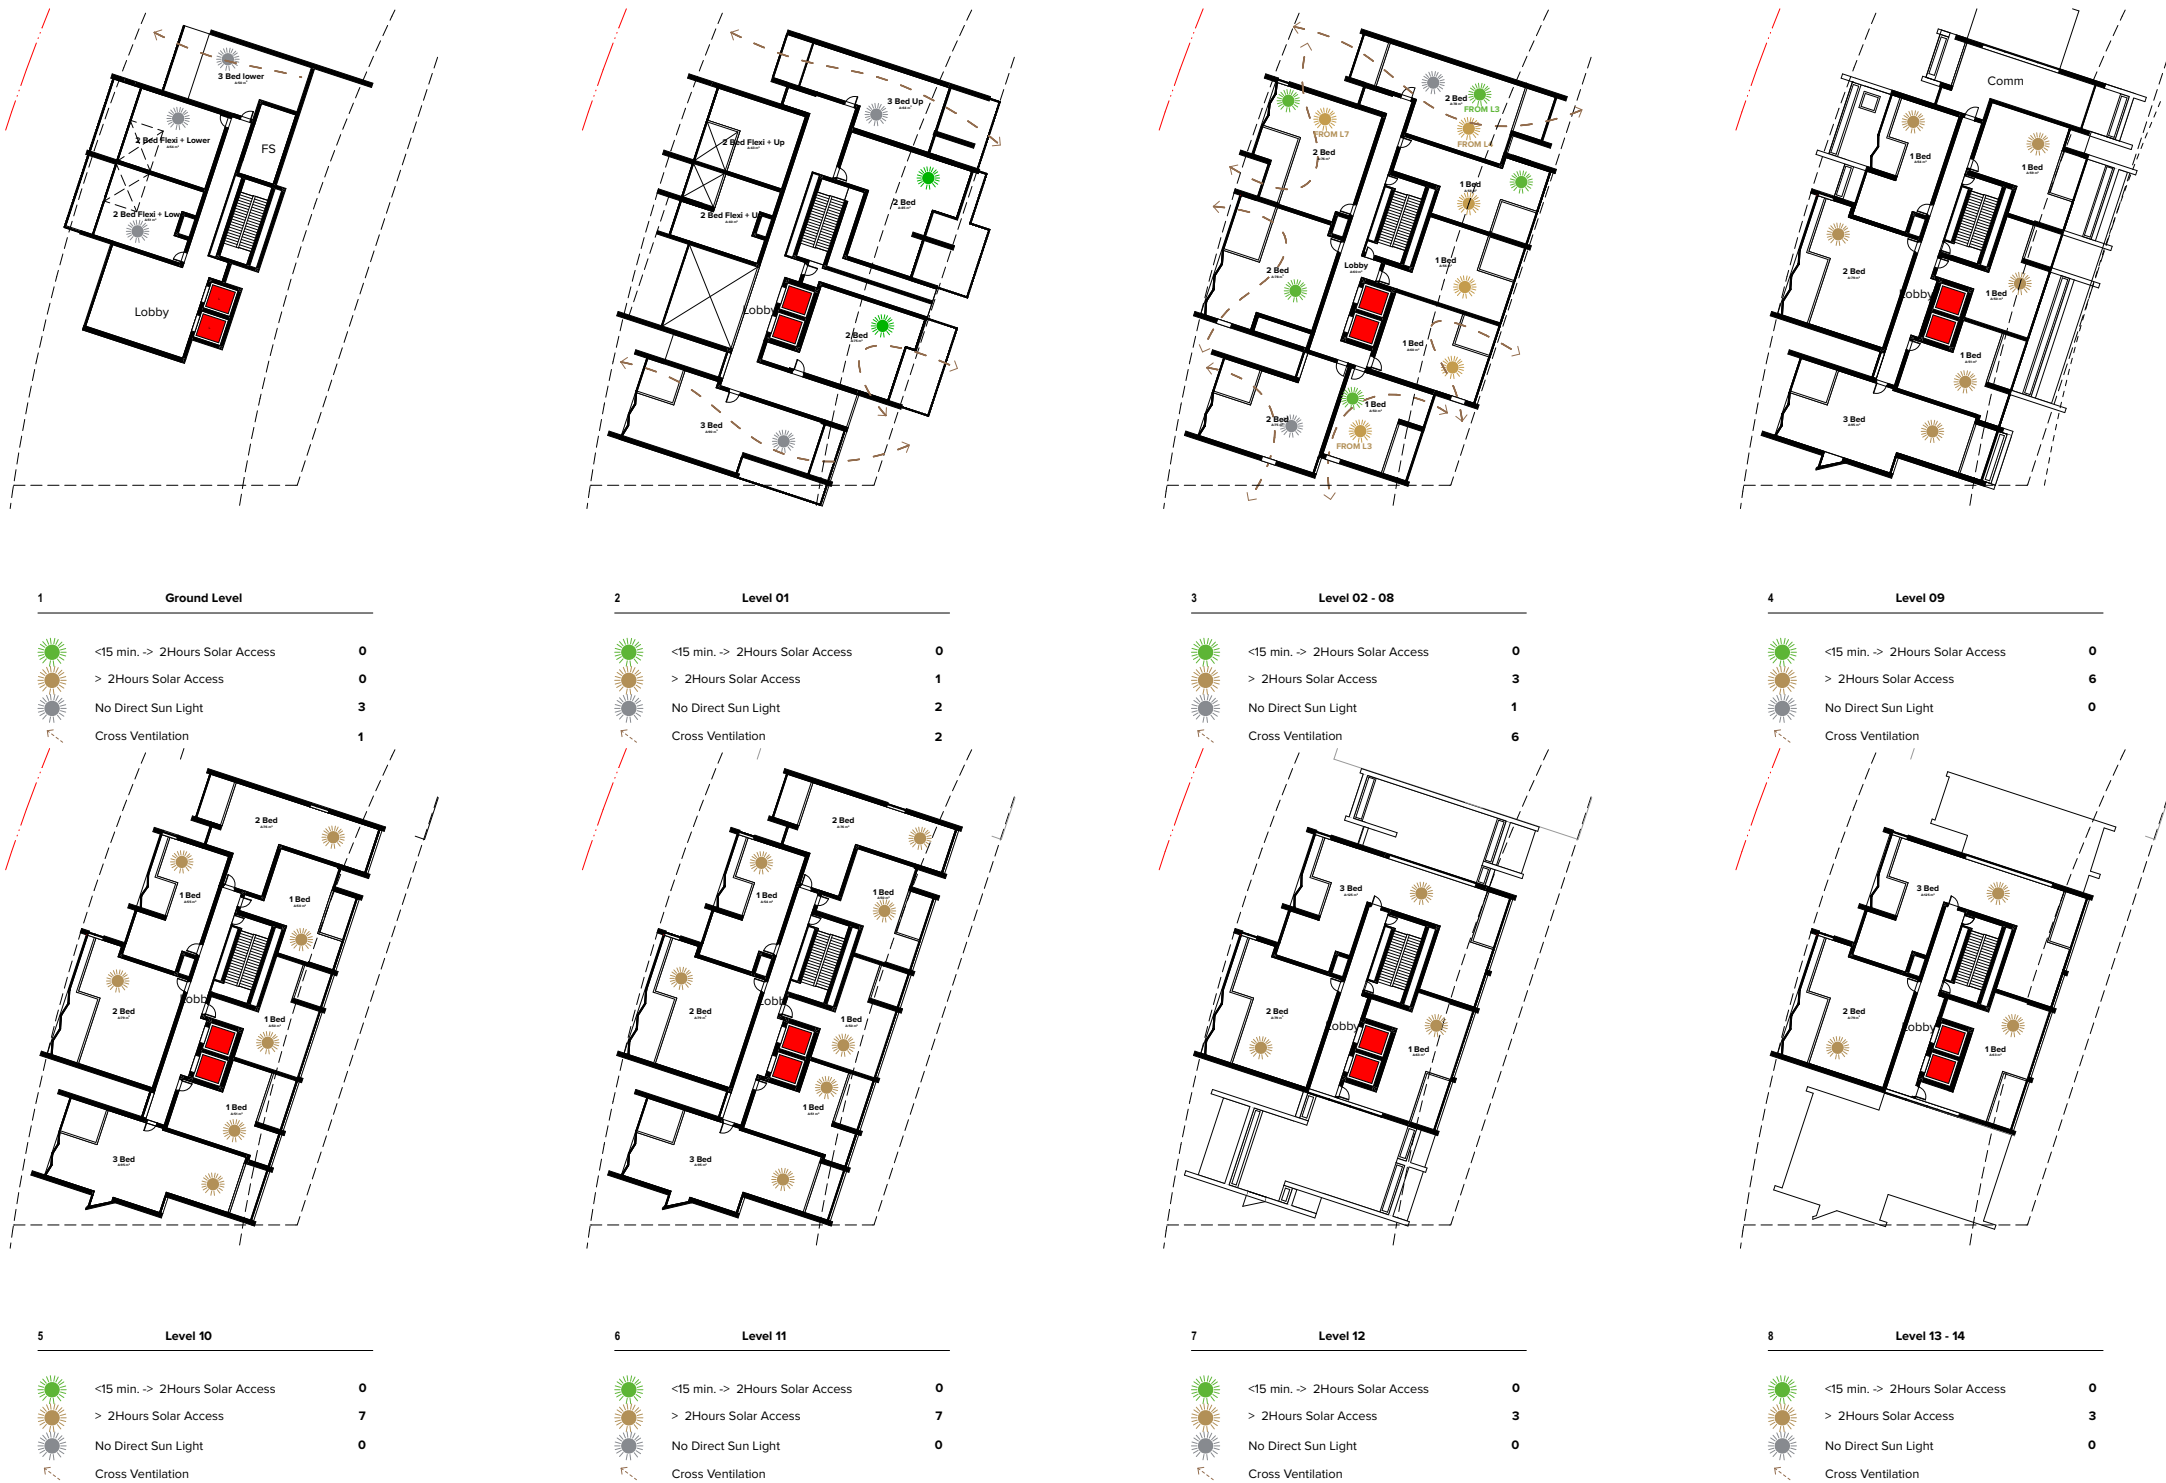 3 Bed lower
2 Bed Flexi + Lower
FS
2 Bed Flexi + Low
Lobby
1 Ground Level
<15 min. -> 2Hours Solar Access 0
> 2Hours Solar Access 0
No Direct Sun Light 3
Cross Ventilation 1
3 Bed Up
2 Bed Flexi + Up
2 Bed
2 Bed Flexi + U
Lobby
2 Bed
3 Bed
2 Level 01
<15 min. -> 2Hours Solar Access 0
> 2Hours Solar Access 1
No Direct Sun Light 2
Cross Ventilation 2
2 Bed
FROM L3
FROM L7
FROM L4
2 Bed
1 Bed
2 Bed
Lobby
1 Bed
1 Bed
2 Bed
1 Bed
FROM L3
3 Level 02 - 08
<15 min. -> 2Hours Solar Access 0
> 2Hours Solar Access 3
No Direct Sun Light 1
Cross Ventilation 6
Comm
1 Bed
1 Bed
2 Bed
Lobby
1 Bed
1 Bed
3 Bed
4 Level 09
<15 min. -> 2Hours Solar Access 0
> 2Hours Solar Access 6
No Direct Sun Light 0
Cross Ventilation
2 Bed
1 Bed
1 Bed
Lobby
2 Bed
1 Bed
1 Bed
3 Bed
5 Level 10
<15 min. -> 2Hours Solar Access 0
> 2Hours Solar Access 7
No Direct Sun Light 0
Cross Ventilation
2 Bed
1 Bed
1 Bed
Lobb
2 Bed
1 Bed
1 Bed
3 Bed
6 Level 11
<15 min. -> 2Hours Solar Access 0
> 2Hours Solar Access 7
No Direct Sun Light 0
Cross Ventilation
3 Bed
2 Bed
Lobby
1 Bed
7 Level 12
<15 min. -> 2Hours Solar Access 0
> 2Hours Solar Access 3
No Direct Sun Light 0
Cross Ventilation
3 Bed
2 Bed
Lobby
1 Bed
8 Level 13 - 14
<15 min. -> 2Hours Solar Access 0
> 2Hours Solar Access 3
No Direct Sun Light 0
Cross Ventilation